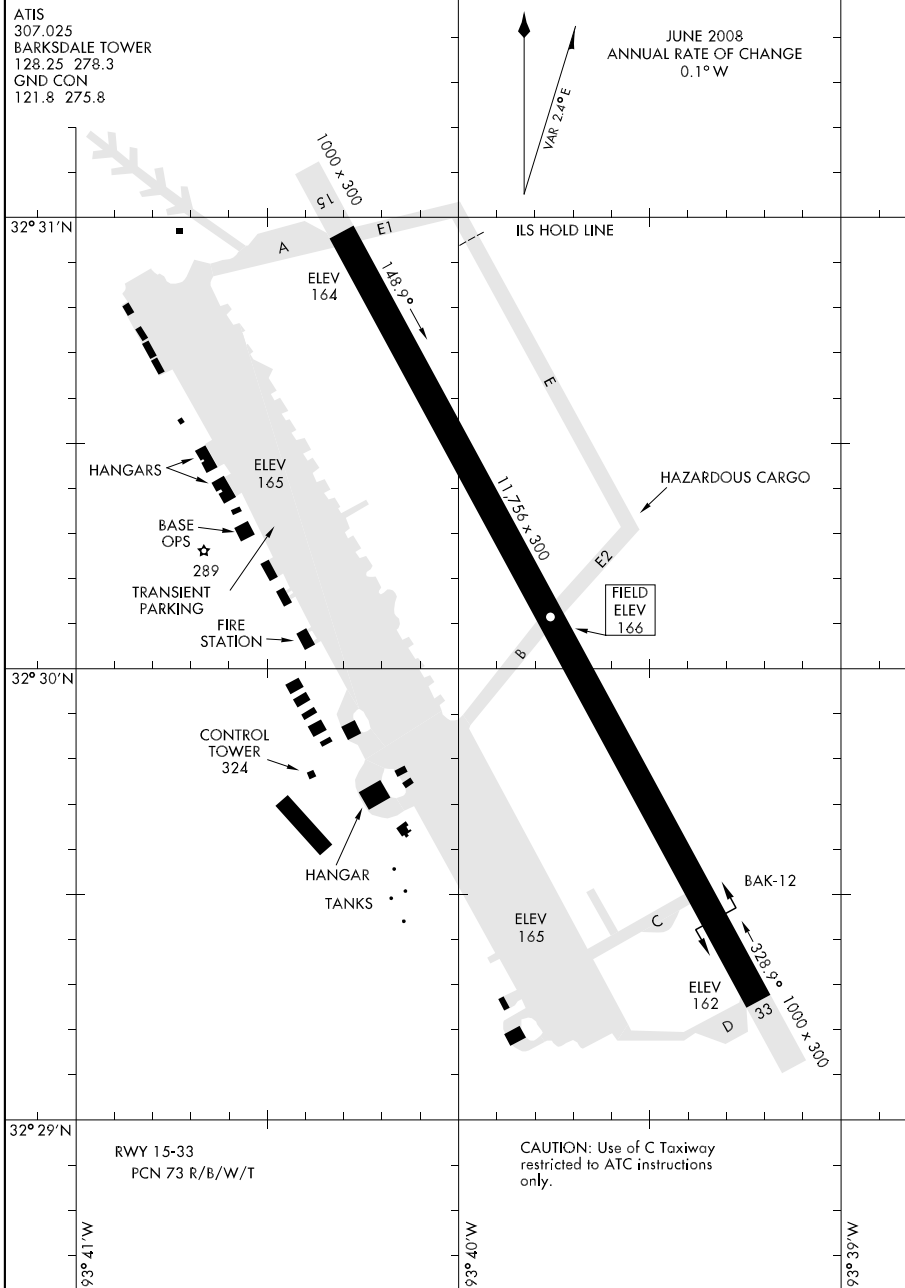 ATIS
307.025
BARKSDALE TOWER
128.25 278.3
GND CON
121.8 275.8
JUNE 2008
ANNUAL RATE OF CHANGE
0.1° W
VAR 2.4° E
1000 x 300
15
32° 31'N
A
E1
ILS HOLD LINE
ELEV
164
148.9°
E
HANGARS
ELEV
165
HAZARDOUS CARGO
11,756 x 300
BASE
OPS
289
E2
TRANSIENT
PARKING
FIELD
ELEV
166
FIRE
STATION
B
32° 30'N
CONTROL
TOWER
324
HANGAR
TANKS
BAK-12
ELEV
165
C
328.9°
ELEV
162
33
1000 x 300
D
32° 29'N
RWY 15-33
PCN 73 R/B/W/T
CAUTION: Use of C Taxiway
restricted to ATC instructions
only.
93° 41'W
93° 40'W
93° 39'W